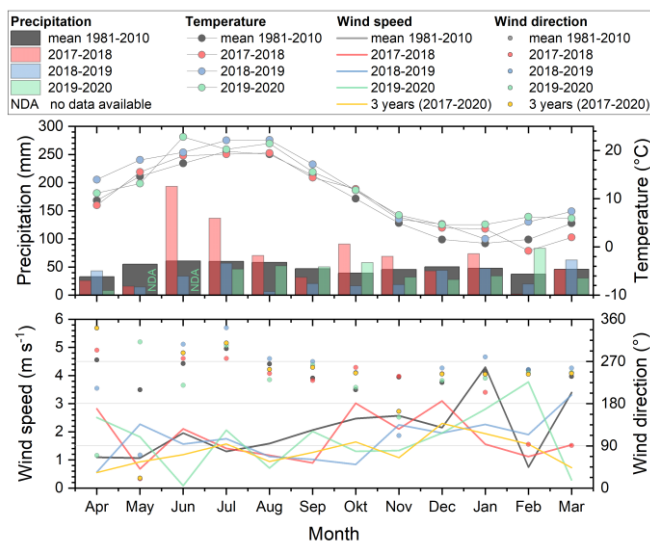 Precipitation Temperature Wind speed Wind direction
mean 1981-2010 mean 1981-2010 mean 1981-2010 mean 1981-2010
2017-2018 2017-2018 2017-2018 2017-2018
2018-2019 2018-2019 2018-2019 2018-2019
2019-2020 2019-2020 2019-2020 2019-2020
NDA no data available 3 years (2017-2020) 3 years (2017-2020)
300
250 20
200
150 10
100 0
50
0 -10
Precipitation (mm)
Temperature (°C)
NDA NDA
6 360
5
4 270
3 180
2
1 90
0 0
Wind speed (m s-1)
Wind direction (°)
Apr May Jun Jul Aug Sep Okt Nov Dec Jan Feb Mar
Month